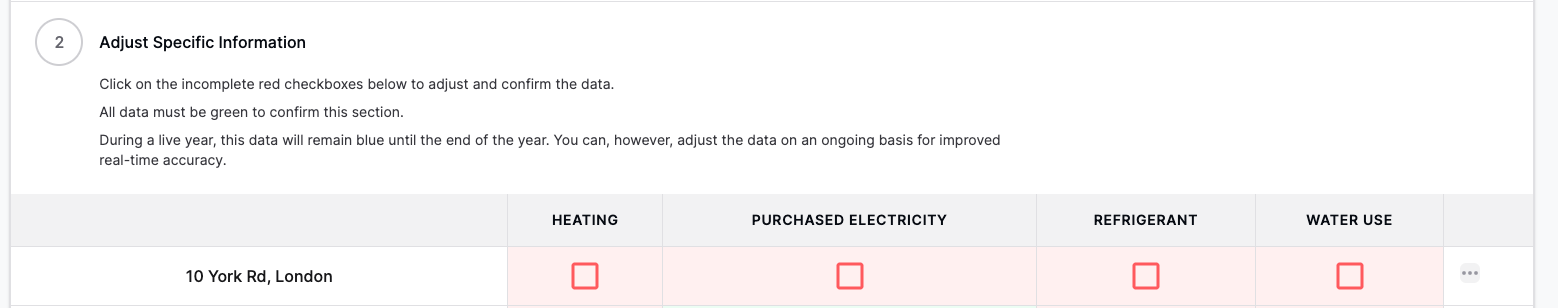 2
Adjust Specific Information
Click on the incomplete red checkboxes below to adjust and confirm the data.
All data must be green to confirm this section.
During a live year, this data will remain blue until the end of the year. You can, however, adjust the data on an ongoing basis for improved
real-time accuracy.
HEATING PURCHASED ELECTRICITY REFRIGERANT WATER USE
10 York Rd, London